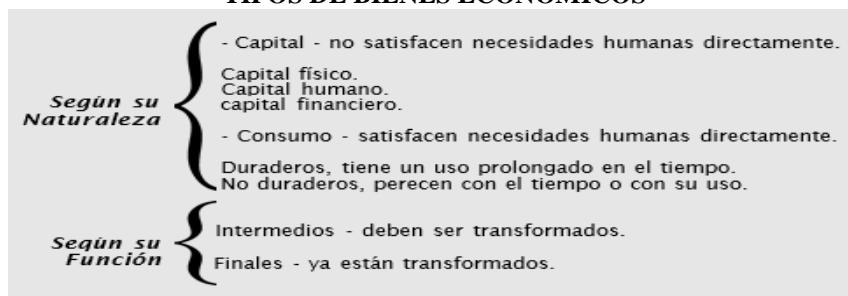 TIPOS DE BIENES ECONÓMICOS
Según su
Naturaleza
- Capital - no satisfacen necesidades humanas directamente.
Capital físico.
Capital humano.
capital financiero.
- Consumo - satisfacen necesidades humanas directamente.
Duraderos, tiene un uso prolongado en el tiempo.
No duraderos, perecen con el tiempo o con su uso.
Según su
Función
Intermedios - deben ser transformados.
Finales - ya están transformados.